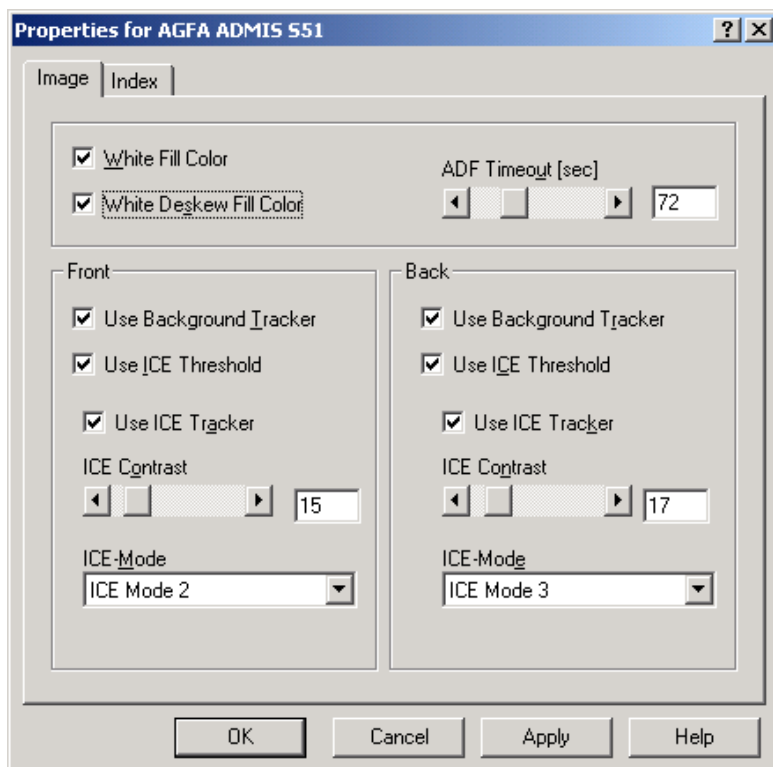 Properties for AGFA ADMIS S51
Image Index
White Fill Color
White Deskew Fill Color
ADF Timeout [sec]
72
Front
Use Background Tracker
Use ICE Threshold
Use ICE Tracker
ICE Contrast
15
ICE-Mode
ICE Mode 2
Back
Use Background Tracker
Use ICE Threshold
Use ICE Tracker
ICE Contrast
17
ICE-Mode
ICE Mode 3
OK Cancel Apply Help